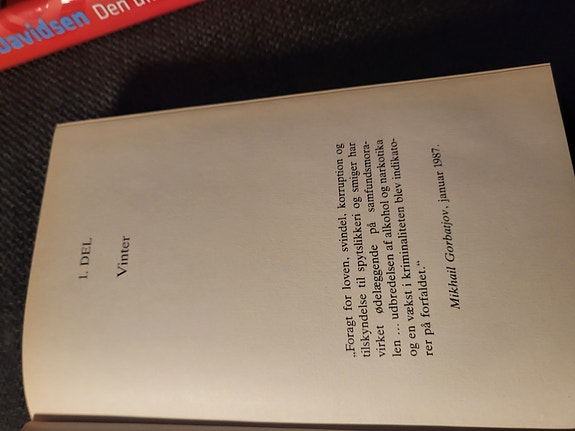 Davidsen Den
1. DEL
Vinter
„Foragt for loven, svindel, korruption og
tilskyndelse til spytslikkeri og smiger har
virket ødelæggende på samfundsmora-
len ... udbredelsen af alkohol og narkotika
og en vækst i kriminaliteten blev indikato-
rer på forfaldet.“
Mikhail Gorbatjov, januar 1987.